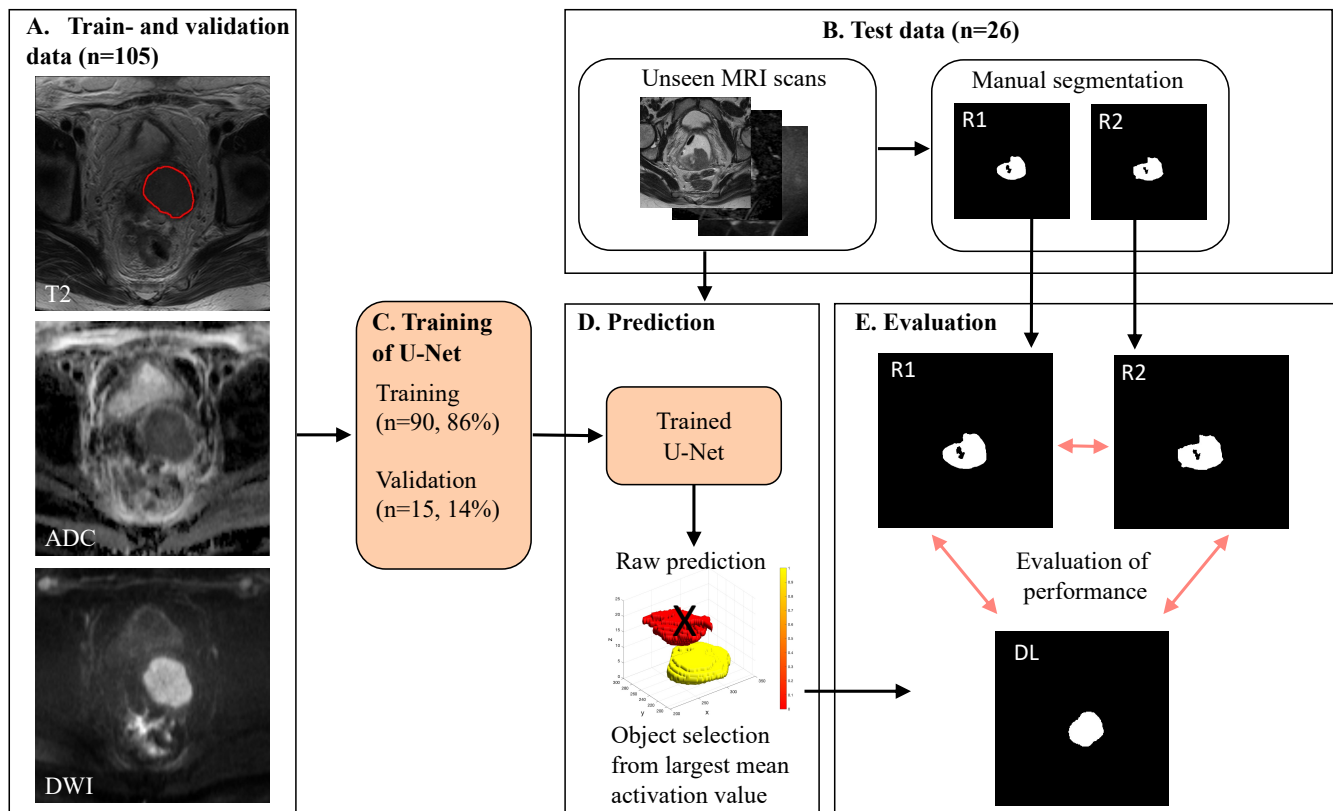 A. Train- and validation
data (n=105)
T2
ADC
DWI
B. Test data (n=26)
Unseen MRI scans
Manual segmentation
R1
R2
C. Training
of U-Net
Training
(n=90, 86%)
Validation
(n=15, 14%)
D. Prediction
Trained
U-Net
Raw prediction
X
z
y
x
Object selection
from largest mean
activation value
E. Evaluation
R1
R2
Evaluation of
performance
DL